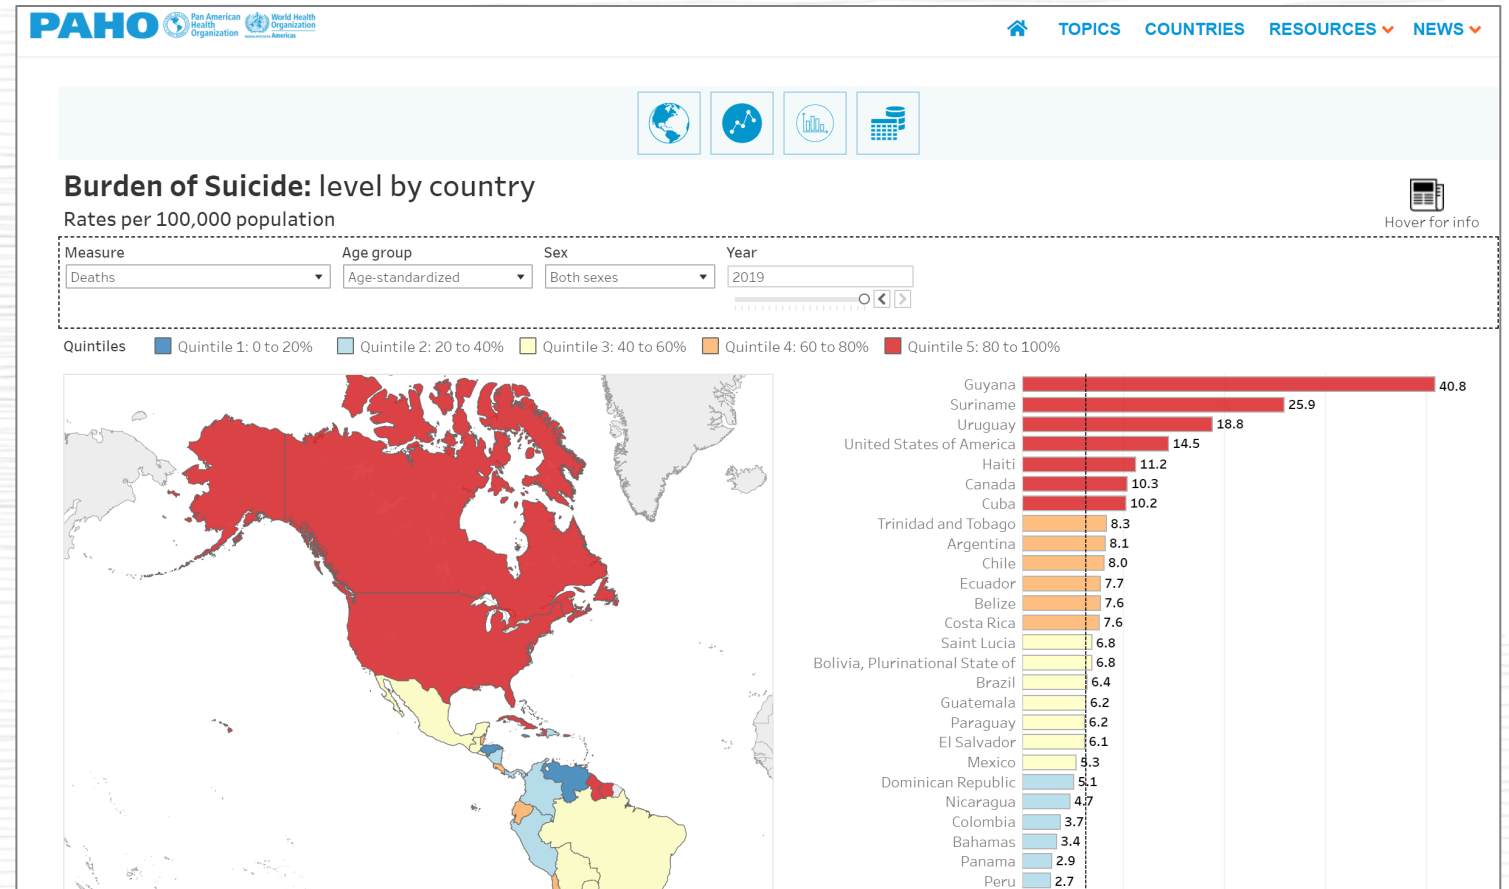 PAHO
Pan American
Health
Organization
World Health
Organization
Americas
TOPICS
COUNTRIES
RESOURCES
NEWS
Burden of Suicide: level by country
Rates per 100,000 population
Hover for info
Measure
Age group
Sex
Year
Deaths
Age-standardized
Both sexes
2019
Quintiles
Quintile 1: 0 to 20%
Quintile 2: 20 to 40%
Quintile 3: 40 to 60%
Quintile 4: 60 to 80%
Quintile 5: 80 to 100%
Guyana 40.8
Suriname 25.9
Uruguay 18.8
United States of America 14.5
Haiti 11.2
Canada 10.3
Cuba 10.2
Trinidad and Tobago 8.3
Argentina 8.1
Chile 8.0
Ecuador 7.7
Belize 7.6
Costa Rica 7.6
Saint Lucia 6.8
Bolivia, Plurinational State of 6.8
Brazil 6.4
Guatemala 6.2
Paraguay 6.2
El Salvador 6.1
Mexico 5.3
Dominican Republic 5.1
Nicaragua 4.7
Colombia 3.7
Bahamas 3.4
Panama 2.9
Peru 2.7